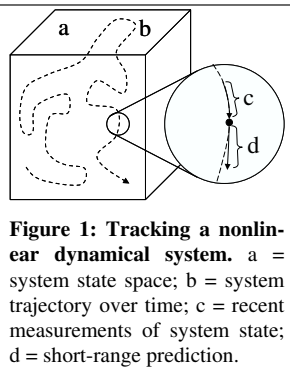 a b
c
d
Figure 1: Tracking a nonlin-
ear dynamical system. a =
system state space; b = system
trajectory over time; c = recent
measurements of system state;
d = short-range prediction.